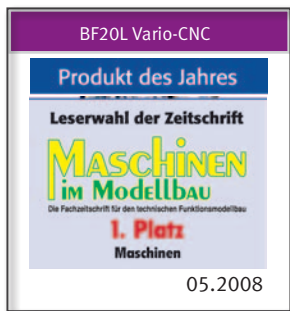 BF20L Vario-CNC
Produkt des Jahres
Leserwahl der Zeitschrift
MASCHINEN
IM MODELLBAU
Die Fachzeitschrift für den technischen Funktionsmodellbau
1. Platz
Maschinen
05.2008